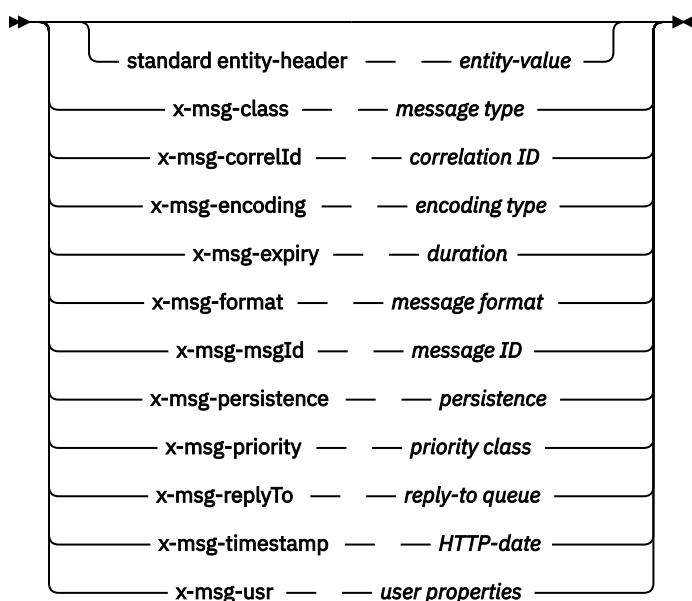 standard entity-header entity-value
x-msg-class message type
x-msg-correlId correlation ID
x-msg-encoding encoding type
x-msg-expiry duration
x-msg-format message format
x-msg-msgId message ID
x-msg-persistence persistence
x-msg-priority priority class
x-msg-replyTo reply-to queue
x-msg-timestamp HTTP-date
x-msg-usr user properties